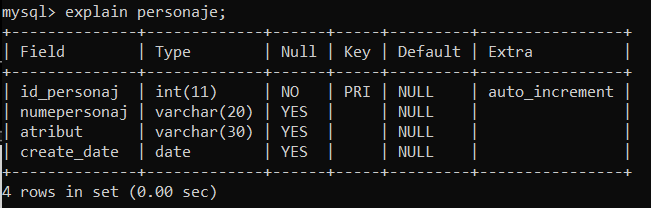 mysql> explain personaje;
+-------------+-------------+------+-----+---------+----------------+
| Field       | Type        | Null | Key | Default | Extra          |
+-------------+-------------+------+-----+---------+----------------+
| id_personaj | int(11)     | NO   | PRI | NULL    | auto_increment |
| numepersonaj | varchar(20) | YES  |     | NULL    |                |
| atribut     | varchar(30) | YES  |     | NULL    |                |
| create_date | date        | YES  |     | NULL    |                |
+-------------+-------------+------+-----+---------+----------------+
4 rows in set (0.00 sec)